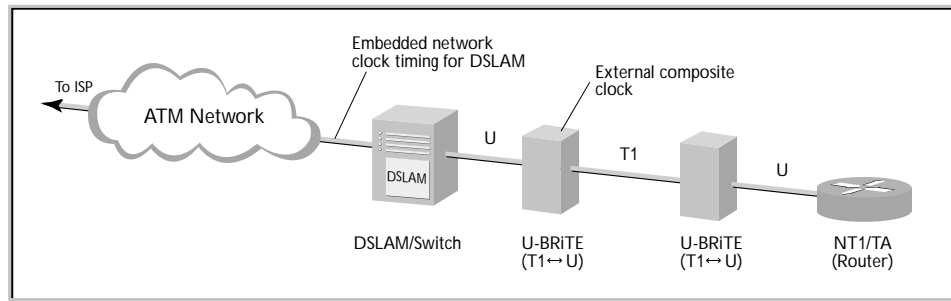 Embedded network
clock timing for DSLAM
External composite
clock
To ISP
ATM Network
U
T1
U
DSLAM
DSLAM/Switch
U-BRiTE
(T1↔U)
U-BRiTE
(T1↔U)
NT1/TA
(Router)